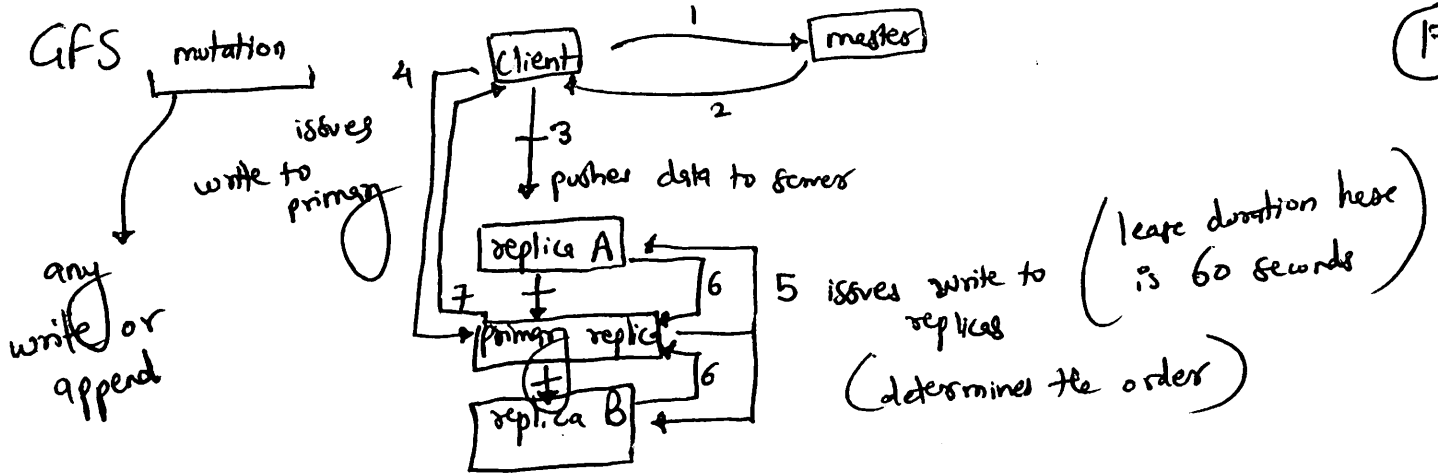 GFS mutation
any
write or
append
issues
write to
primary
4
Client
1
master
2
3
pushes data to server
replica A
7
primary replica
replica B
6
6
5 issues write to
replicas
(determines the order)
(lease duration here
is 60 seconds)